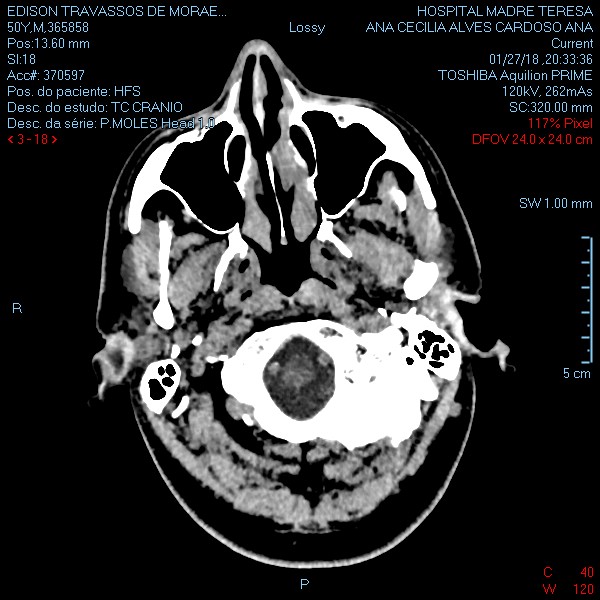 EDISON TRAVASSOS DE MORAE...
50Y,M,365858
Pos:13.60 mm
SI:18
Acc#: 370597
Pos. do paciente: HFS
Desc. do estudo: TC CRANIO
Desc. da série: P.MOLES Head 1.0
< 3 - 18 >
Lossy
HOSPITAL MADRE TERESA
ANA CECILIA ALVES CARDOSO ANA
Current
01/27/18 ,20:33:36
TOSHIBA Aquilion PRIME
120kV, 262mAs
SC:320.00 mm
117% Pixel
DFOV 24.0 x 24.0 cm
SW 1.00 mm
R
5 cm
P
C 40
W 120